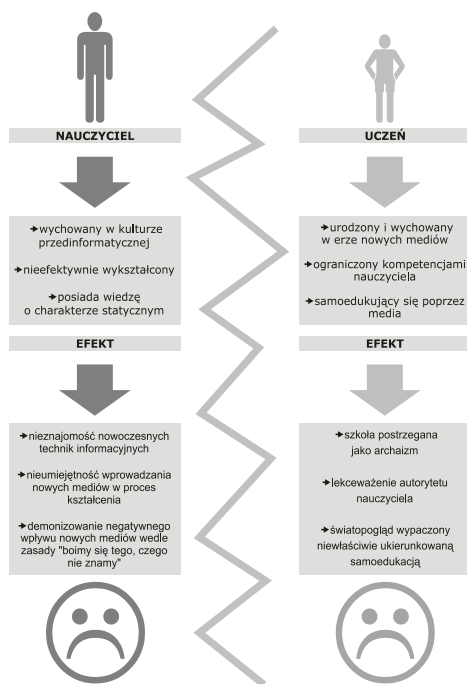 NAUCZYCIEL
➔wychowany w kulturze
przedinformatycznej
➔nieefektywnie wykształcony
➔posiada wiedzę
o charakterze statycznym
EFEKT
➔nieznajomość nowoczesnych
technik informacyjnych
➔nieumiejętność wprowadzania
nowych mediów w proces
kształcenia
➔demonizowanie negatywnego
wpływu nowych mediów wedle
zasady "boimy się tego, czego
nie znamy"
UCZEŃ
➔urodzony i wychowany
w erze nowych mediów
➔ograniczony kompetencjami
nauczyciela
➔samoedukujący się poprzez
media
EFEKT
➔szkoła postrzegana
jako archaizm
➔lekceważenie autorytetu
nauczyciela
➔światopogląd wypaczony
niewłaściwie ukierunkowaną
samoedukacją